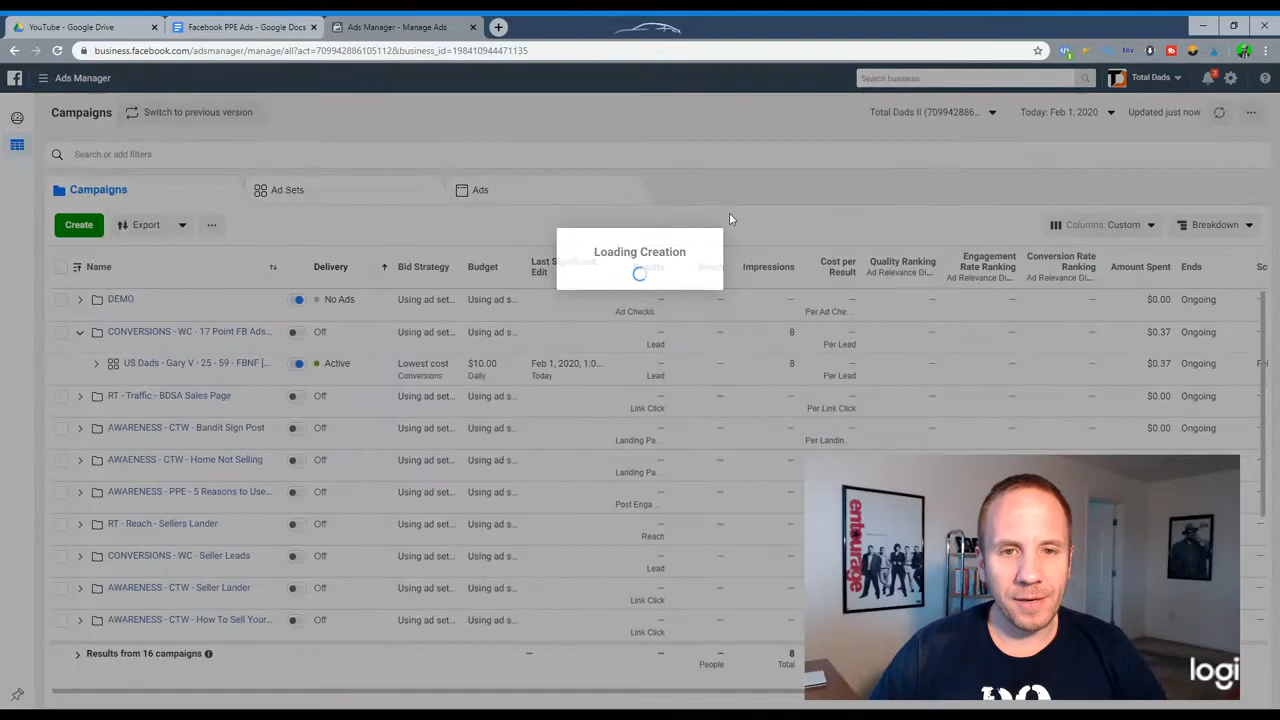 YouTube - Google Drive
Facebook PPE Ads - Google Docs
Ads Manager - Manage Ads
business.facebook.com/adsmanager/manage/all?act=709942886105112&business_id=198410944471135
Ads Manager
Search business
Total Dads
Campaigns
Switch to previous version
Total Dads II (709942886...
Today: Feb 1, 2020
Updated just now
Search or add filters
Campaigns
Ad Sets
Ads
Create
Export
Columns: Custom
Breakdown
Loading Creation
Name
Delivery
Bid Strategy
Budget
Last Significant Edit
Results
Reach
Impressions
Cost per Result
Quality Ranking
Ad Relevance Di...
Engagement Rate Ranking
Ad Relevance Di...
Conversion Rate Ranking
Ad Relevance Di...
Amount Spent
Ends
DEMO
No Ads
Using ad set...
Using ad s...
—
—
—
—
—
—
—
$0.00
Ongoing
Ad Checkli...
Per Ad Che...
CONVERSIONS - WC - 17 Point FB Ads...
Off
Using ad set...
Using ad s...
—
—
8
—
—
—
—
$0.37
Ongoing
Lead
Per Lead
US Dads - Gary V - 25 - 59 - FBNF [...
Active
Lowest cost
Conversions
$10.00
Daily
Feb 1, 2020, 1:0...
Today
—
—
8
—
—
—
—
$0.37
Ongoing
Lead
Per Lead
RT - Traffic - BDSA Sales Page
Off
Using ad set...
Using ad s...
—
—
—
—
—
—
—
$0.00
Ongoing
Link Click
Per Link Click
AWARENESS - CTW - Bandit Sign Post
Off
Using ad set...
Using ad s...
—
—
—
—
—
—
—
$0.00
Ongoing
Landing Pa...
Per Landin...
AWAENESS - CTW - Home Not Selling
Off
Using ad set...
Using ad s...
Landing Pa...
AWARENESS - PPE - 5 Reasons to Use...
Off
Using ad set...
Using ad s...
Post Enga...
RT - Reach - Sellers Lander
Off
Using ad set...
Using ad s...
Reach
CONVERSIONS - WC - Seller Leads
Off
Using ad set...
Using ad s...
Lead
AWARENESS - CTW - Seller Lander
Off
Using ad set...
Using ad s...
Link Click
AWARENESS - CTW - How To Sell Your...
Off
Using ad set...
Using ad s...
Link Click
Results from 16 campaigns
—
—
—
8
People
Total
entourage
logi